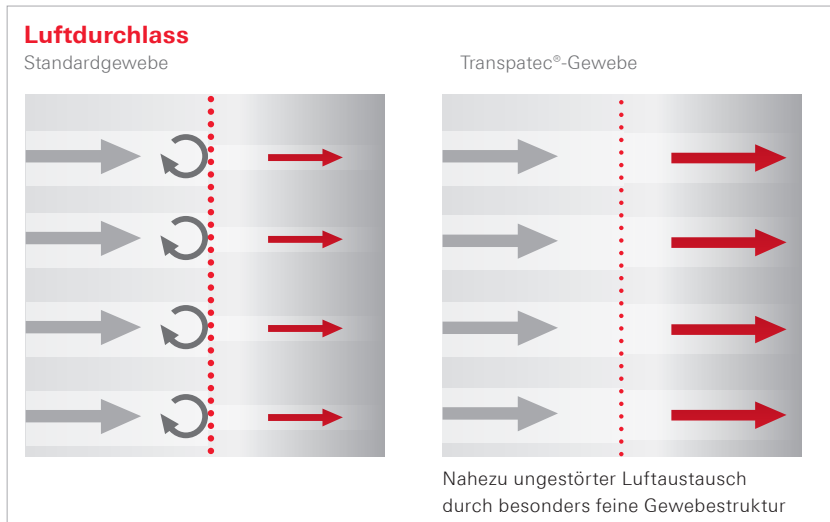 Luftdurchlass
Standardgewebe
Transpatec®-Gewebe
Nahezu ungestörter Luftaustausch
durch besonders feine Gewebestruktur